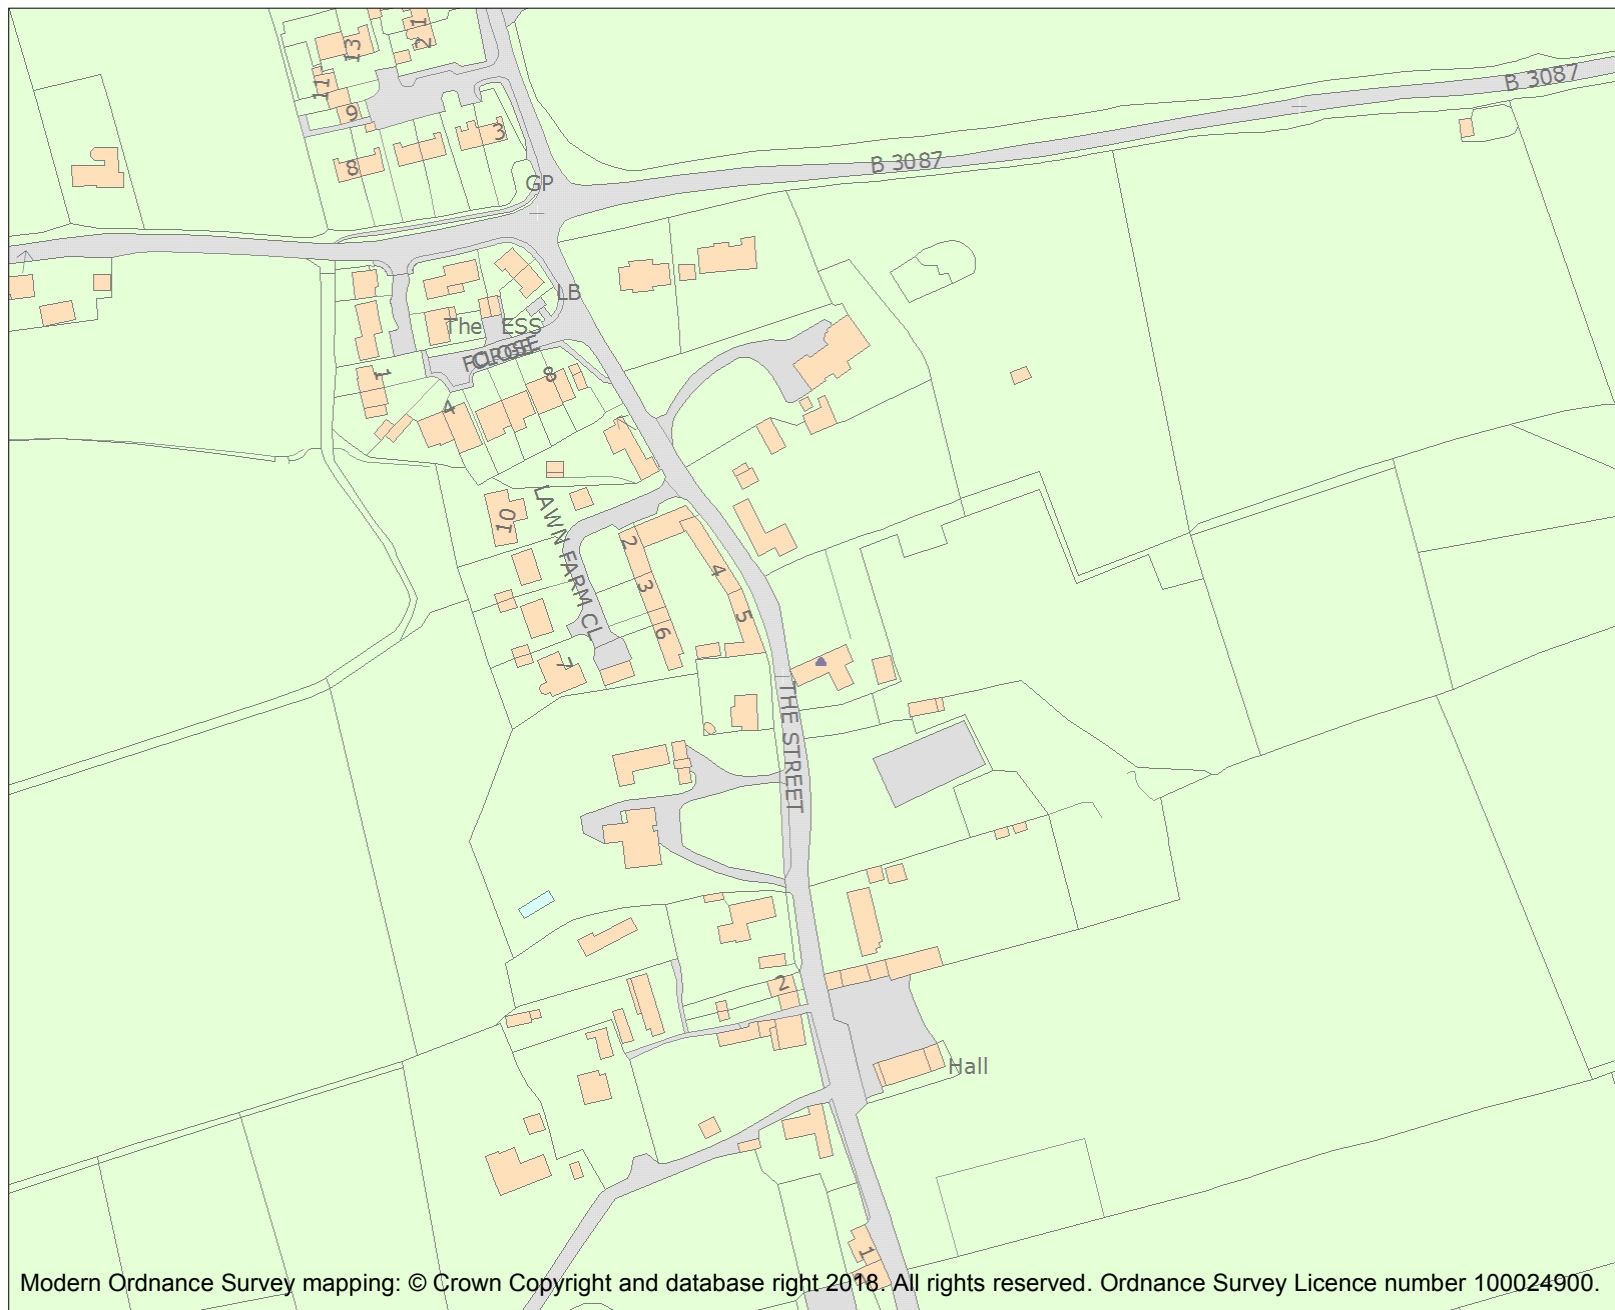 12
13
11
9
3
8
B 3087
B 3087
GP
LB
The ESS
CLOSE
1
8
4
10
LAWN FARM CL
2
3
4
5
6
7
THE STREET
2
Hall
1
2
Modern Ordnance Survey mapping: © Crown Copyright and database right 2018. All rights reserved. Ordnance Survey Licence number 100024900.